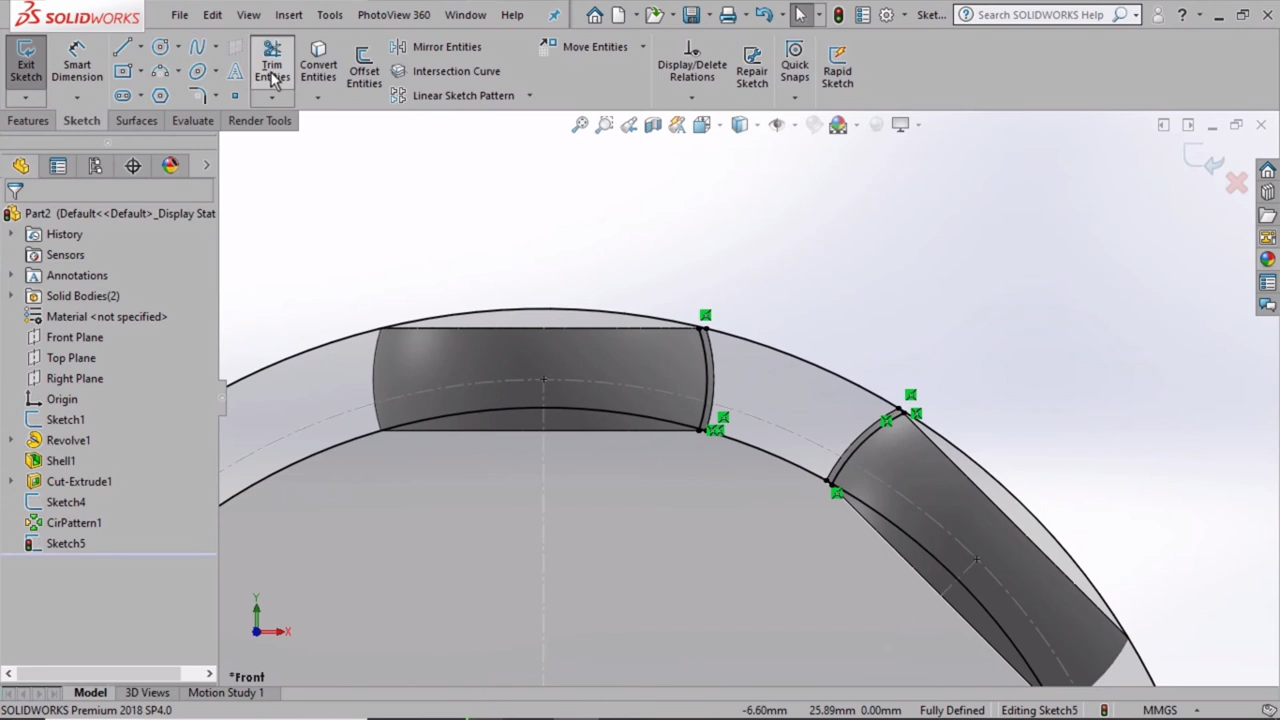 SOLIDWORKS
File Edit View Insert Tools PhotoView 360 Window Help
Sket...
Search SOLIDWORKS Help
Exit Sketch
Smart Dimension
Trim Entities
Convert Entities
Offset Entities
Mirror Entities
Intersection Curve
Linear Sketch Pattern
Move Entities
Display/Delete Relations
Repair Sketch
Quick Snaps
Rapid Sketch
Features Sketch Surfaces Evaluate Render Tools
Part2 (Default<<Default>_Display Stat
History
Sensors
Annotations
Solid Bodies(2)
Material <not specified>
Front Plane
Top Plane
Right Plane
Origin
Sketch1
Revolve1
Shell1
Cut-Extrude1
Sketch4
CirPattern1
Sketch5
Y
X
*Front
Model 3D Views Motion Study 1
SOLIDWORKS Premium 2018 SP4.0 -6.60mm 25.89mm 0.00mm Fully Defined Editing Sketch5 MMGS